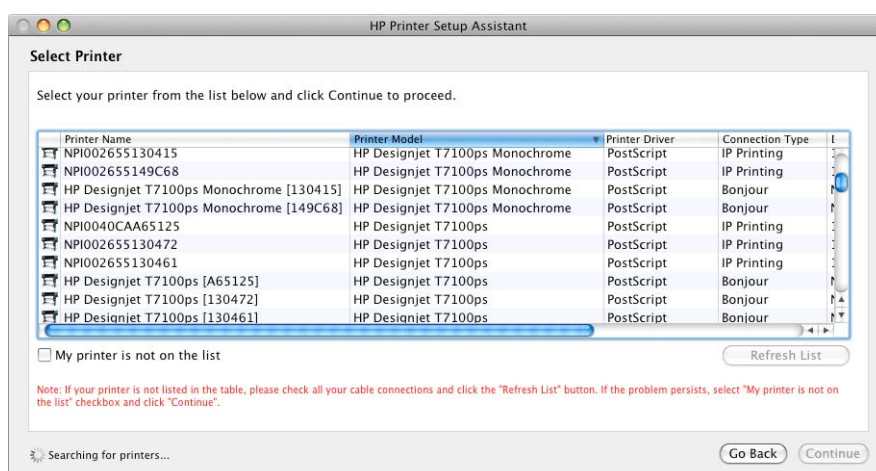 HP Printer Setup Assistant
Select Printer
Select your printer from the list below and click Continue to proceed.
Printer Name Printer Model Printer Driver Connection Type
NPI002655130415 HP Designjet T7100ps Monochrome PostScript IP Printing
NPI002655149C68 HP Designjet T7100ps Monochrome PostScript IP Printing
HP Designjet T7100ps Monochrome [130415] HP Designjet T7100ps Monochrome PostScript Bonjour
HP Designjet T7100ps Monochrome [149C68] HP Designjet T7100ps Monochrome PostScript Bonjour
NPI0040CAA65125 HP Designjet T7100ps PostScript IP Printing
NPI002655130472 HP Designjet T7100ps PostScript IP Printing
NPI002655130461 HP Designjet T7100ps PostScript IP Printing
HP Designjet T7100ps [A65125] HP Designjet T7100ps PostScript Bonjour
HP Designjet T7100ps [130472] HP Designjet T7100ps PostScript Bonjour
HP Designjet T7100ps [130461] HP Designjet T7100ps PostScript Bonjour
My printer is not on the list Refresh List
Note: If your printer is not listed in the table, please check all your cable connections and click the "Refresh List" button. If the problem persists, select "My printer is not on
the list" checkbox and click "Continue".
Searching for printers... Go Back Continue